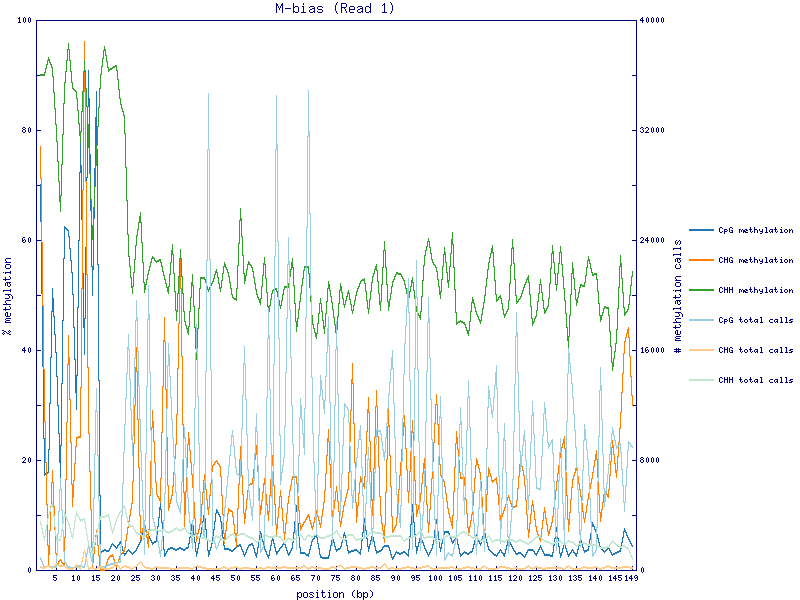 M-bias (Read 1)
100
80
60
40
20
0
% methylation
40000
32000
24000
16000
8000
0
# methylation calls
5 10 15 20 25 30 35 40 45 50 55 60 65 70 75 80 85 90 95 100 105 110 115 120 125 130 135 140 145 149
position (bp)
CpG methylation
CHG methylation
CHH methylation
CpG total calls
CHG total calls
CHH total calls